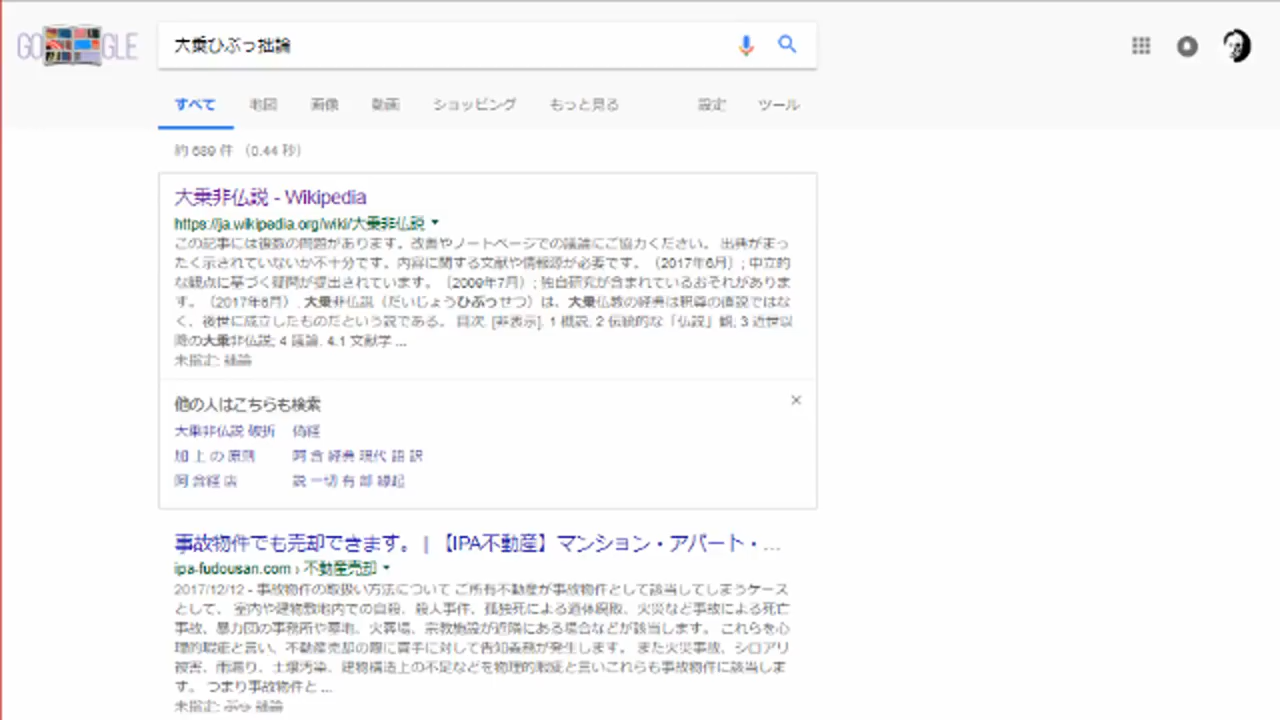 GO GLE
大乗ひぶっ拙論
すべて 地図 画像 動画 ショッピング もっと見る 設定 ツール
約 689 件 （0.44 秒）
大乗非仏説 - Wikipedia
https://ja.wikipedia.org/wiki/大乗非仏説
この記事には複数の問題があります。改善やノートページでの議論にご協力ください。 出典がまっ
たく示されていないか不十分です。内容に関する文献や情報源が必要です。（2017年6月）; 中立的
な観点に基づく疑問が提出されています。（2009年7月）; 独自研究が含まれているおそれがありま
す。（2017年6月）. 大乗非仏説（だいじょうひぶっせつ）は、大乗仏教の経典は釈尊の直説ではな
く、後世に成立したものだという説である。 目次. [非表示]. 1 概説; 2 伝統的な「仏説」観; 3 近世以
降の大乗非仏説; 4 議論. 4.1 文献学 ...
未指定: 拙論
他の人はこちらも検索
大乗非仏説 破折 偽経
加 上 の 原則 阿 含 経典 現代 語 訳
阿 含経 店 説 一切 有 部 縁起
事故物件でも売却できます。 | 【IPA不動産】マンション・アパート・ ...
ipa-fudousan.com › 不動産売却
2017/12/12 - 事故物件の取扱い方法について ご所有不動産が事故物件として該当してしまうケース
として、 室内や建物敷地内での自殺、殺人事件、孤独死による遺体腐敗、火災など事故による死亡
事故、暴力団の事務所や墓地、火葬場、宗教施設が近隣にある場合などが該当します。 これらを心
理的瑕疵と言い、不動産売却の際に買手に対して告知義務が発生します。 また火災事故、シロアリ
被害、雨漏り、土壌汚染、建物構造上の不足などを物理的瑕疵と言いこれらも事故物件に該当しま
す。 つまり事故物件と ...
未指定: ぶっ 拙論